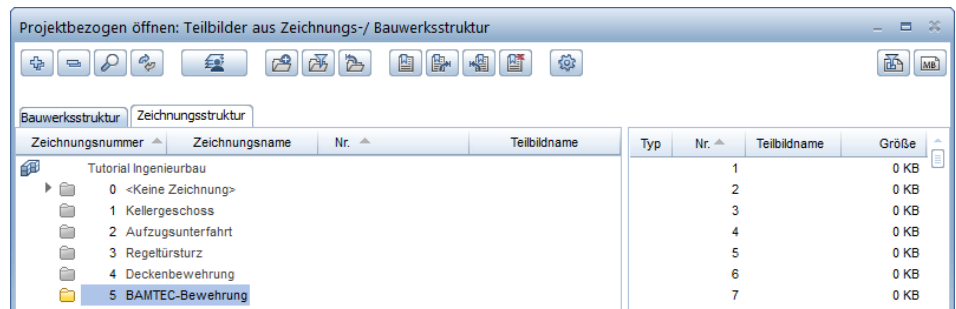 Projektbezogen öffnen: Teilbilder aus Zeichnungs-/ Bauwerksstruktur
MB
Bauwerksstruktur Zeichnungsstruktur
Zeichnungsnummer Zeichnungsname Nr. Teilbildname Typ Nr. Teilbildname Größe
Tutorial Ingenieurbau 1 0 KB
0 <Keine Zeichnung> 2 0 KB
1 Kellergeschoss 3 0 KB
2 Aufzugsunterfahrt 4 0 KB
3 Regeltürsturz 5 0 KB
4 Deckenbewehrung 6 0 KB
5 BAMTEC-Bewehrung 7 0 KB